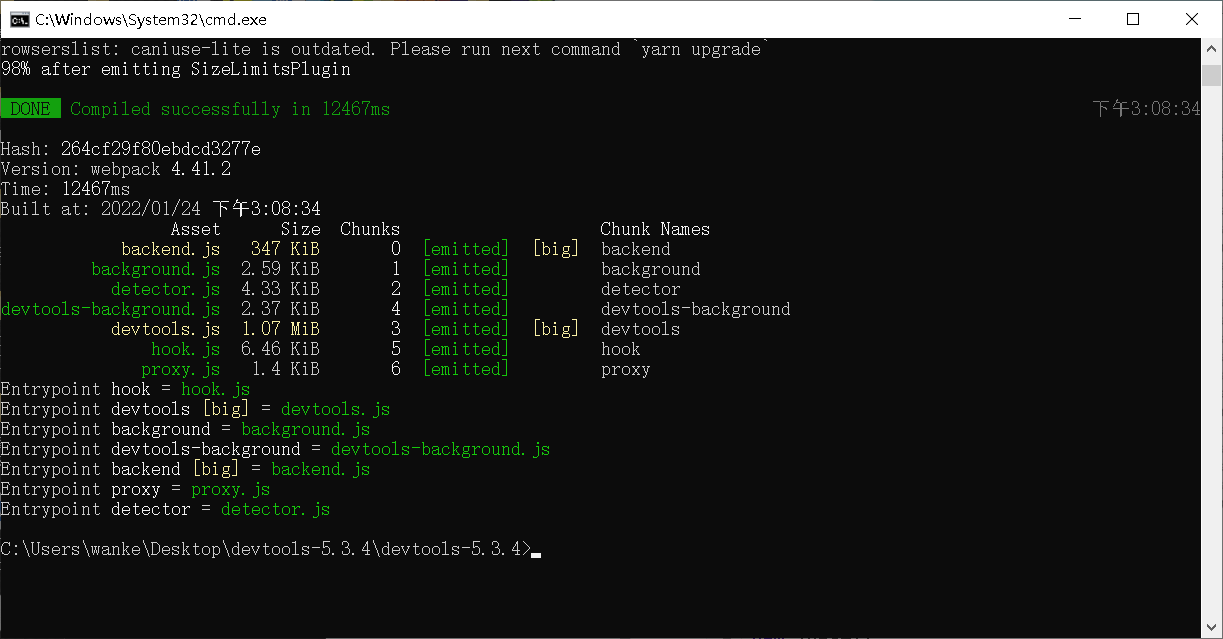 C:\Windows\System32\cmd.exe
rowserslist: caniuse-lite is outdated. Please run next command `yarn upgrade`
98% after emitting SizeLimitsPlugin
DONE Compiled successfully in 12467ms 下午3:08:34
Hash: 264cf29f80ebdcd3277e
Version: webpack 4.41.2
Time: 12467ms
Built at: 2022/01/24 下午3:08:34
Asset Size Chunks Chunk Names
backend.js 347 KiB 0 [emitted] [big] backend
background.js 2.59 KiB 1 [emitted] background
detector.js 4.33 KiB 2 [emitted] detector
devtools-background.js 2.37 KiB 4 [emitted] devtools-background
devtools.js 1.07 MiB 3 [emitted] [big] devtools
hook.js 6.46 KiB 5 [emitted] hook
proxy.js 1.4 KiB 6 [emitted] proxy
Entrypoint hook = hook.js
Entrypoint devtools [big] = devtools.js
Entrypoint background = background.js
Entrypoint devtools-background = devtools-background.js
Entrypoint backend [big] = backend.js
Entrypoint proxy = proxy.js
Entrypoint detector = detector.js
C:\Users\wanke\Desktop\devtools-5.3.4\devtools-5.3.4>